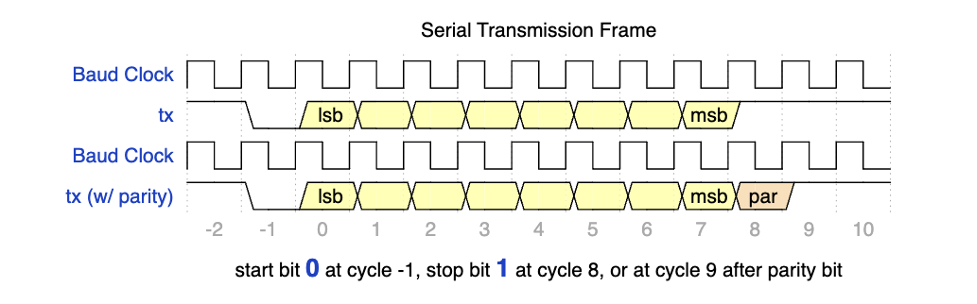 Serial Transmission Frame
Baud Clock
tx
lsb msb
Baud Clock
tx (w/ parity)
lsb msb par
-2 -1 0 1 2 3 4 5 6 7 8 9 10
start bit 0 at cycle -1, stop bit 1 at cycle 8, or at cycle 9 after parity bit